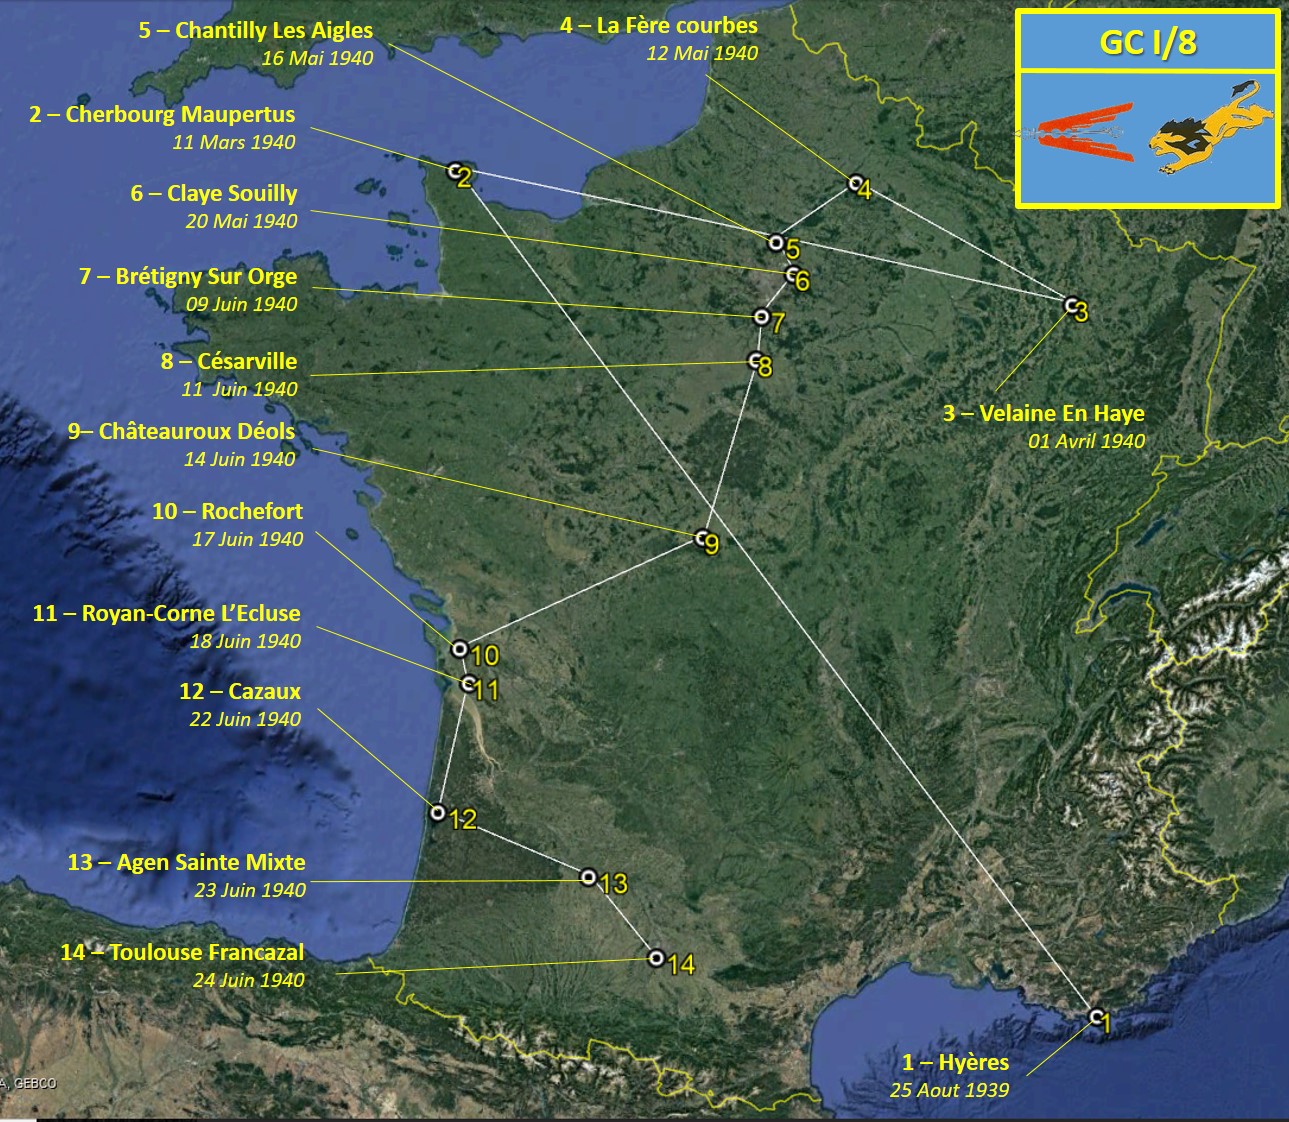 5 – Chantilly Les Aigles
16 Mai 1940
4 – La Fère courbes
12 Mai 1940
GC I/8
2 – Cherbourg Maupertus
11 Mars 1940
6 – Claye Souilly
20 Mai 1940
7 – Brétigny Sur Orge
09 Juin 1940
8 – Césarville
11  Juin 1940
9– Châteauroux Déols
14 Juin 1940
3 – Velaine En Haye
01 Avril 1940
10 – Rochefort
17 Juin 1940
11 – Royan-Corne L’Ecluse
18 Juin 1940
12 – Cazaux
22 Juin 1940
13 – Agen Sainte Mixte
23 Juin 1940
14 – Toulouse Francazal
24 Juin 1940
1 – Hyères
25 Aout 1939
2
4
5
6
3
7
8
9
10
11
12
13
14
1
A, GEBCO